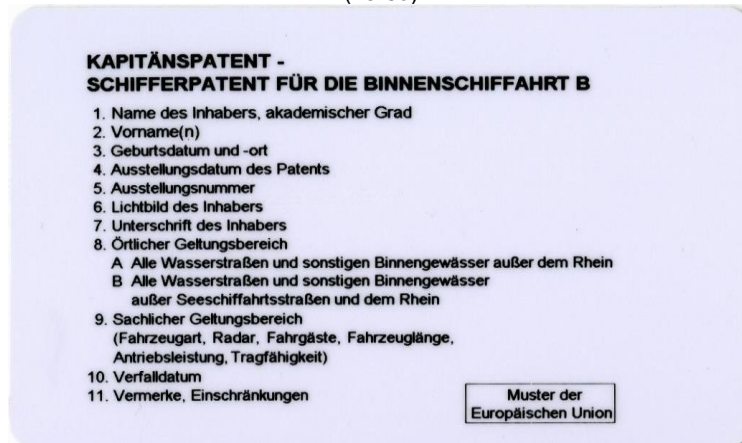 KAPITÄNSPATENT -
SCHIFFERPATENT FÜR DIE BINNENSCHIFFAHRT B
1. Name des Inhabers, akademischer Grad
2. Vorname(n)
3. Geburtsdatum und -ort
4. Ausstellungsdatum des Patents
5. Ausstellungsnummer
6. Lichtbild des Inhabers
7. Unterschrift des Inhabers
8. Örtlicher Geltungsbereich
A Alle Wasserstraßen und sonstigen Binnengewässer außer dem Rhein
B Alle Wasserstraßen und sonstigen Binnengewässer
außer Seeschiffahrtsstraßen und dem Rhein
9. Sachlicher Geltungsbereich
(Fahrzeugart, Radar, Fahrgäste, Fahrzeuglänge,
Antriebsleistung, Tragfähigkeit)
10. Verfalldatum
11. Vermerke, Einschränkungen
Muster der
Europäischen Union